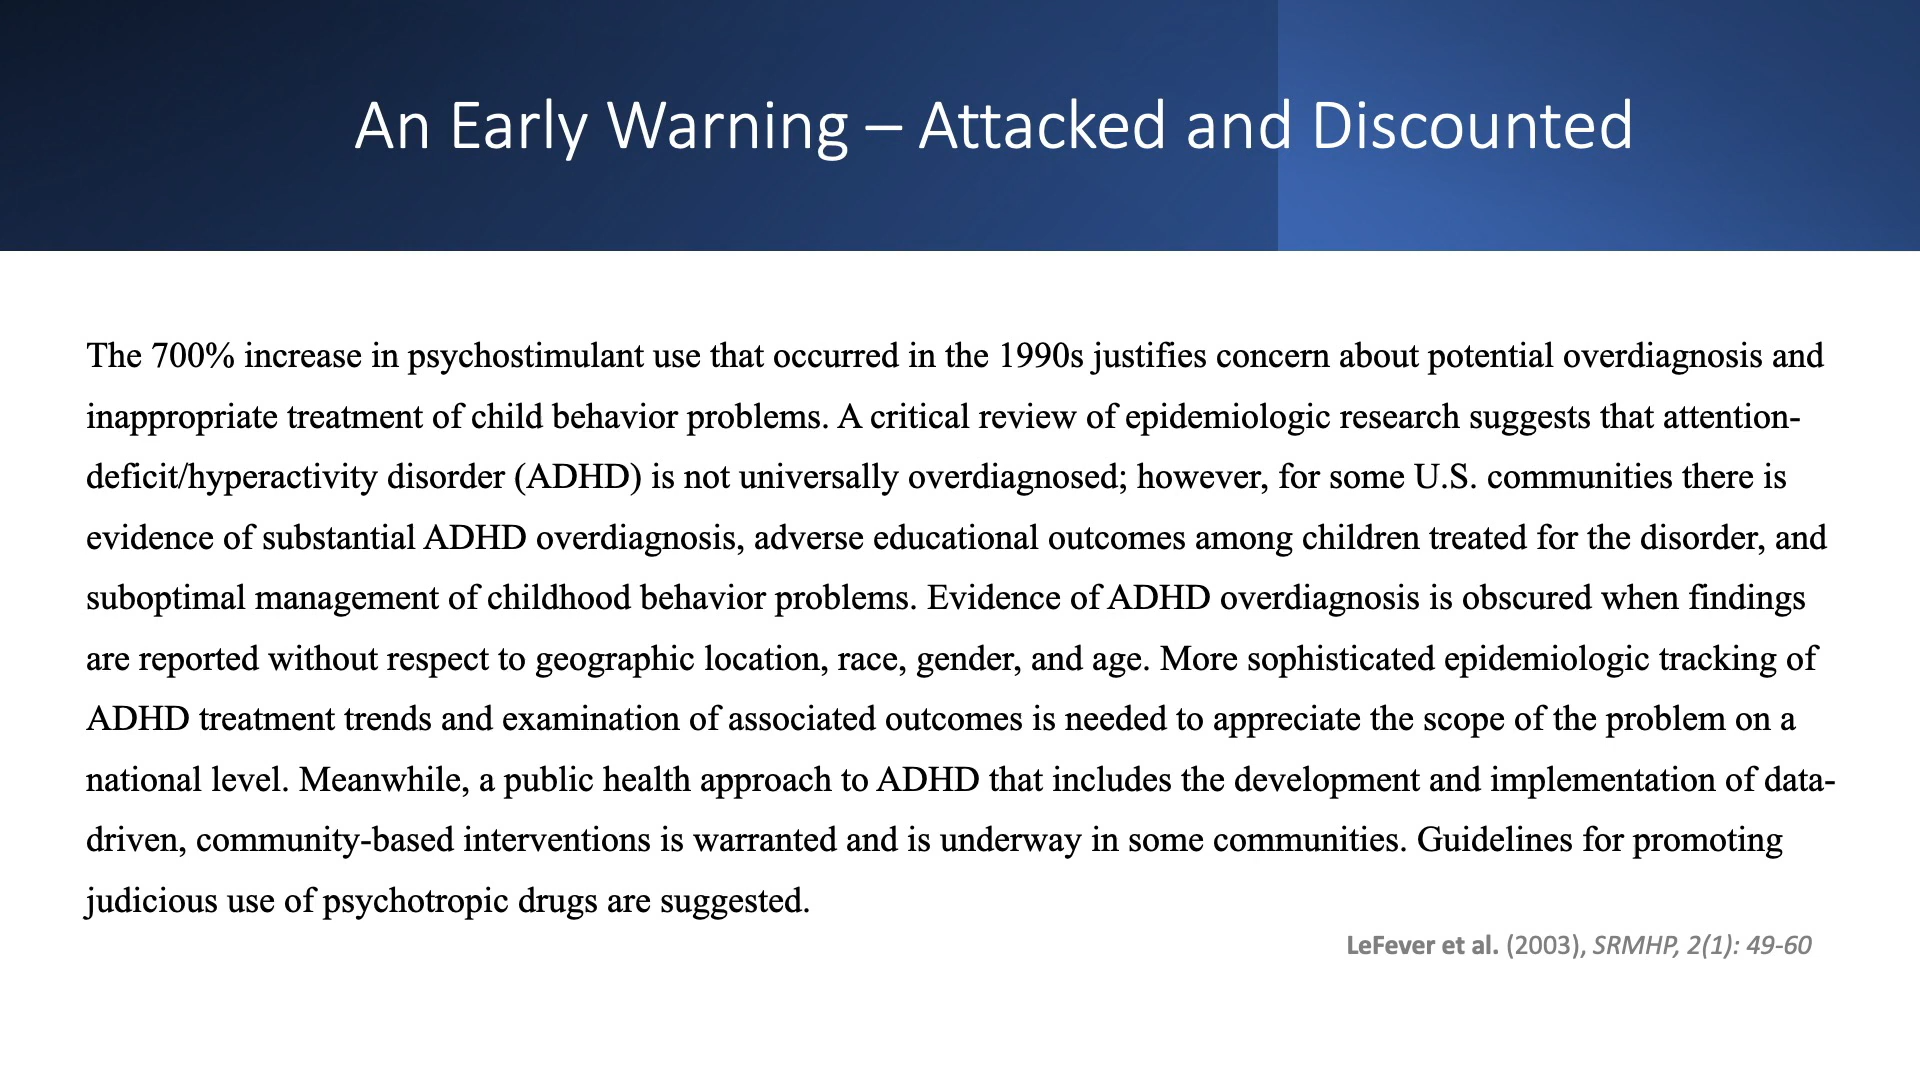 An Early Warning – Attacked and Discounted
The 700% increase in psychostimulant use that occurred in the 1990s justifies concern about potential overdiagnosis and
inappropriate treatment of child behavior problems. A critical review of epidemiologic research suggests that attention-
deficit/hyperactivity disorder (ADHD) is not universally overdiagnosed; however, for some U.S. communities there is
evidence of substantial ADHD overdiagnosis, adverse educational outcomes among children treated for the disorder, and
suboptimal management of childhood behavior problems. Evidence of ADHD overdiagnosis is obscured when findings
are reported without respect to geographic location, race, gender, and age. More sophisticated epidemiologic tracking of
ADHD treatment trends and examination of associated outcomes is needed to appreciate the scope of the problem on a
national level. Meanwhile, a public health approach to ADHD that includes the development and implementation of data-
driven, community-based interventions is warranted and is underway in some communities. Guidelines for promoting
judicious use of psychotropic drugs are suggested.
LeFever et al. (2003), SRMHP, 2(1): 49-60